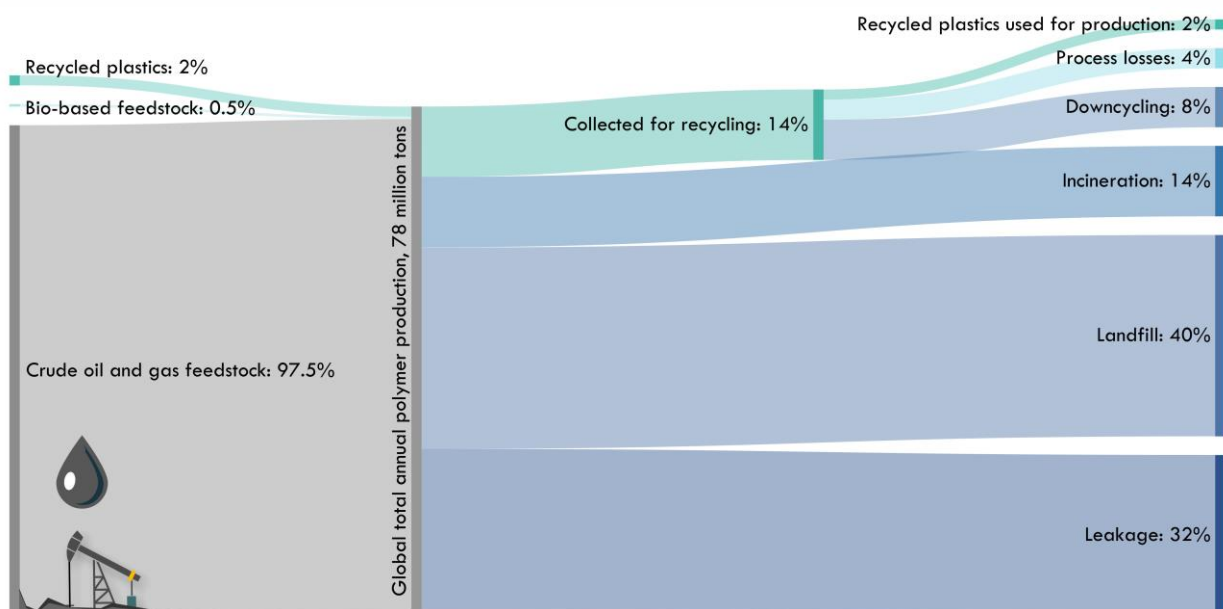 Recycled plastics: 2%
Bio-based feedstock: 0.5%
Crude oil and gas feedstock: 97.5%
Global total annual polymer production, 78 million tons
Collected for recycling: 14%
Recycled plastics used for production: 2%
Process losses: 4%
Downcycling: 8%
Incineration: 14%
Landfill: 40%
Leakage: 32%